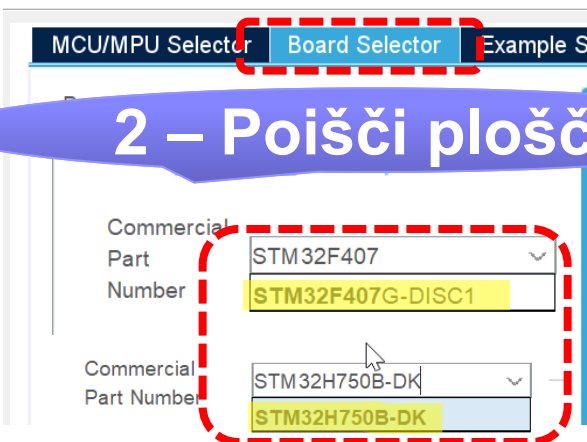 MCU/MPU Selector Board Selector Example S
2 – Poišči plošč
Commercial
Part
Number
STM32F407
STM32F407G-DISC1
Commercial
Part Number
STM32H750B-DK
STM32H750B-DK